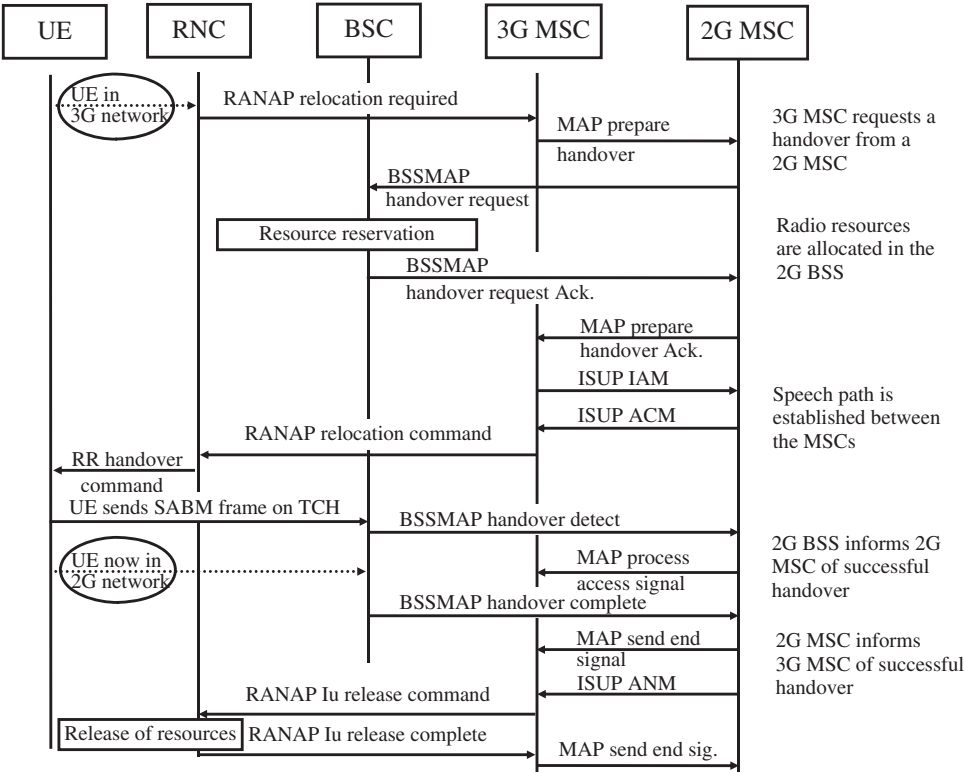 UE
RNC
BSC
3G MSC
2G MSC
UE in
3G network
RANAP relocation required
MAP prepare
handover
3G MSC requests a
handover from a
2G MSC
BSSMAP
handover request
Resource reservation
Radio resources
are allocated in the
2G BSS
BSSMAP
handover request Ack.
MAP prepare
handover Ack.
ISUP IAM
ISUP ACM
Speech path is
established between
the MSCs
RANAP relocation command
RR handover
command
UE sends SABM frame on TCH
BSSMAP handover detect
UE now in
2G network
MAP process
access signal
2G BSS informs 2G
MSC of successful
handover
BSSMAP handover complete
MAP send end
signal
2G MSC informs
3G MSC of successful
handover
ISUP ANM
RANAP Iu release command
Release of resources
RANAP Iu release complete
MAP send end sig.